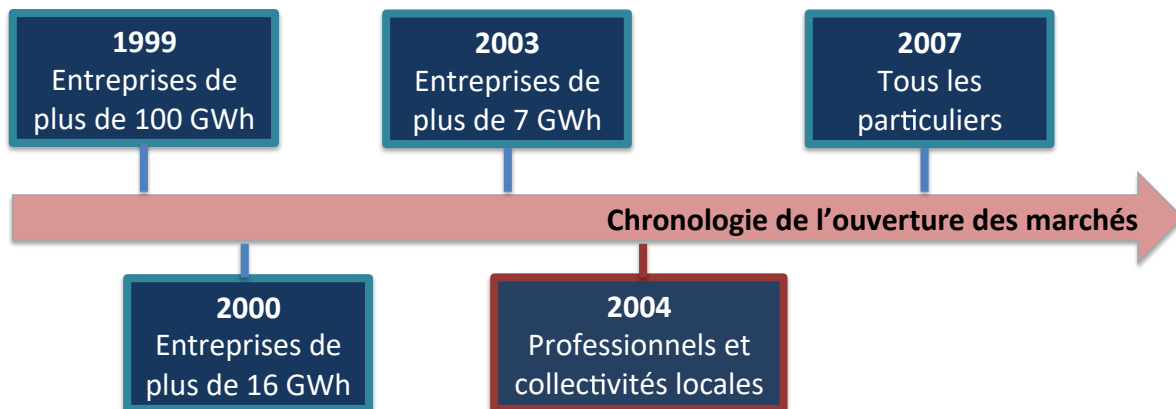 1999
Entreprises de
plus de 100 GWh
2003
Entreprises de
plus de 7 GWh
2007
Tous les
particuliers
Chronologie de l’ouverture des marchés
2000
Entreprises de
plus de 16 GWh
2004
Professionnels et
collectivités locales